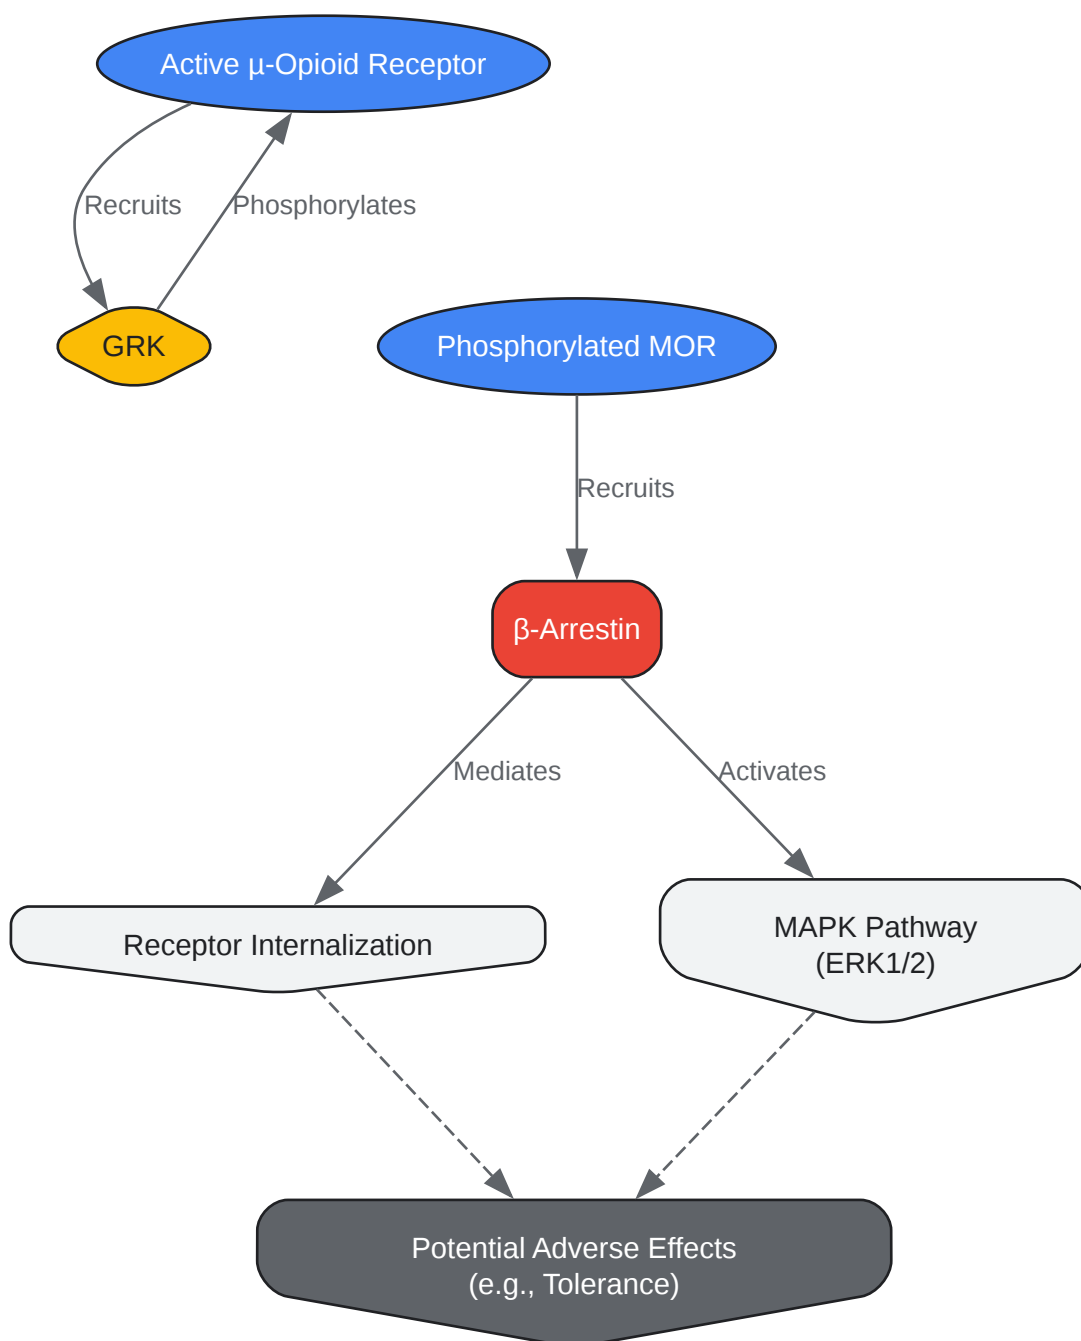 Active µ-Opioid Receptor
Recruits
Phosphorylates
GRK
Phosphorylated MOR
Recruits
β-Arrestin
Mediates
Activates
Receptor Internalization
MAPK Pathway
(ERK1/2)
Potential Adverse Effects
(e.g., Tolerance)